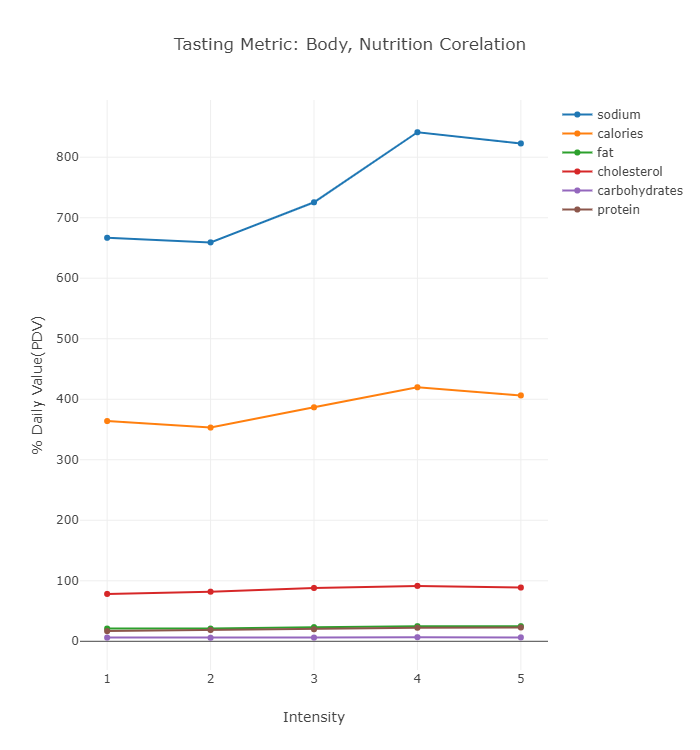 Tasting Metric: Body, Nutrition Corelation
sodium
calories
fat
cholesterol
carbohydrates
protein
% Daily Value(PDV)
800
700
600
500
400
300
200
100
0
1
2
3
4
5
Intensity